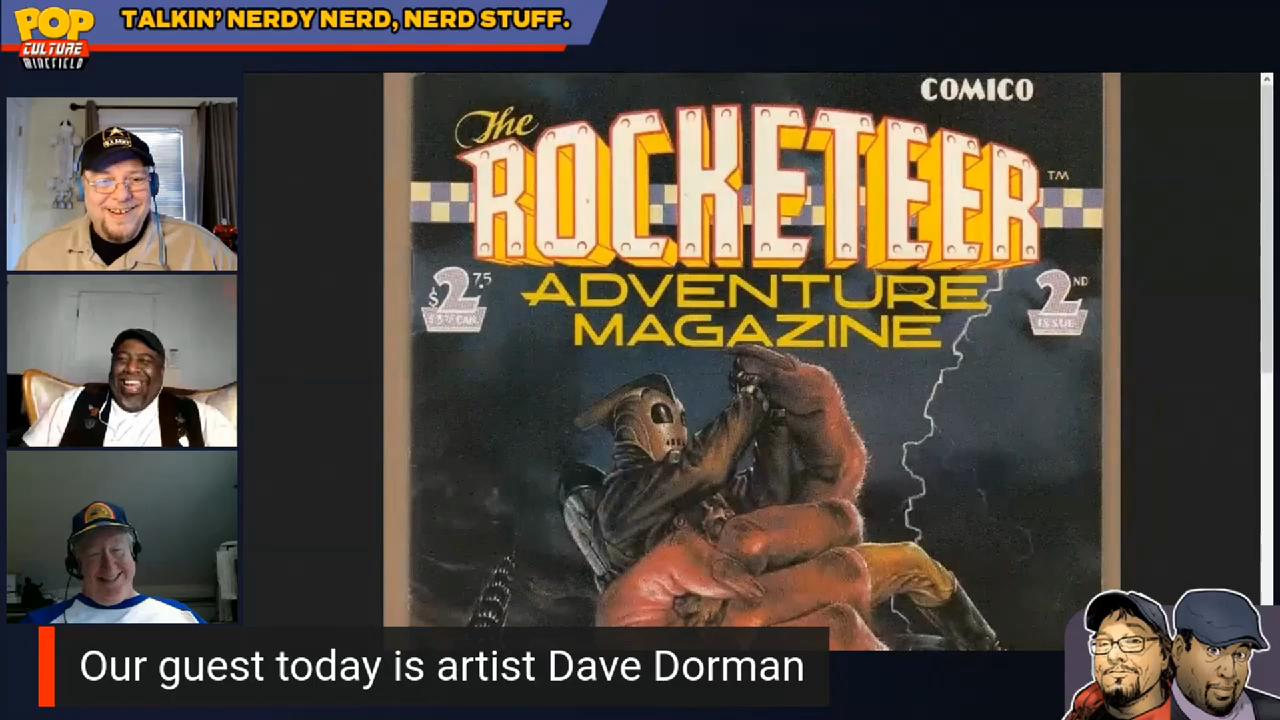 POP
CULTURE
MINEFIELD
TALKIN' NERDY NERD, NERD STUFF.
COMICO
The
ROCKETEER
TM
$2.75
2ND
ISSUE
ADVENTURE
MAGAZINE
Our guest today is artist Dave Dorman